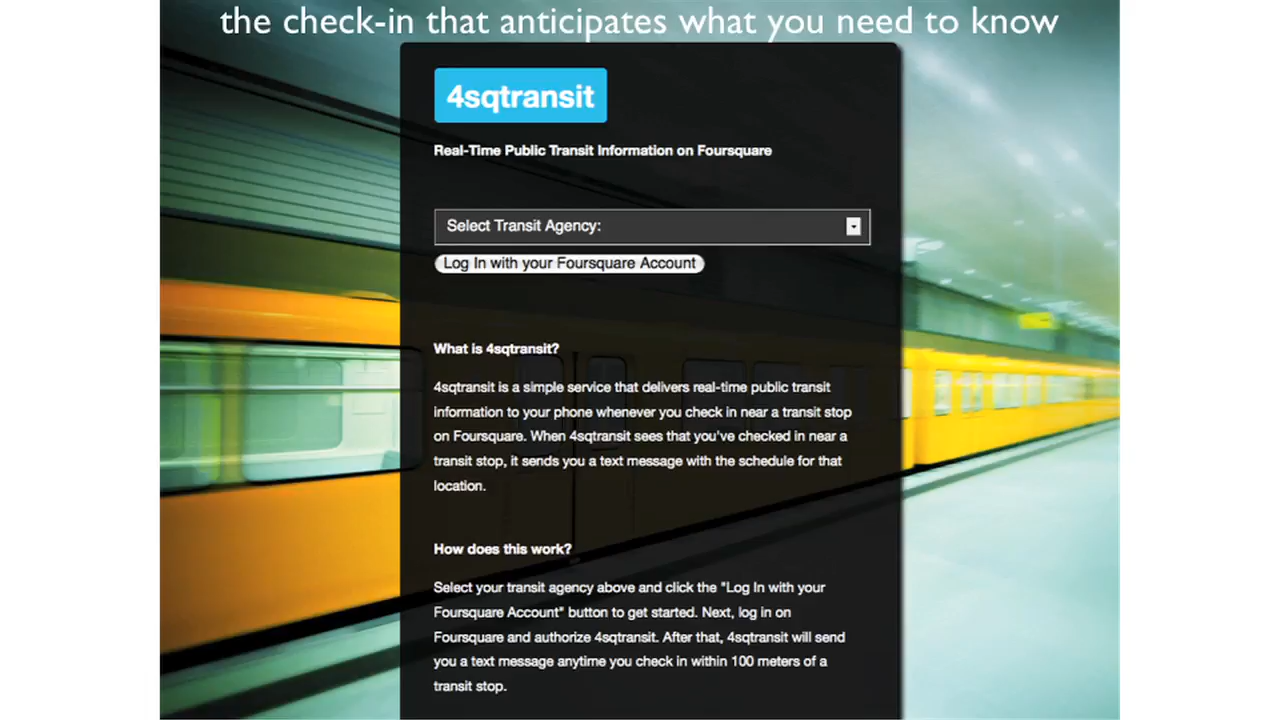 the check-in that anticipates what you need to know
4sqtransit
Real-Time Public Transit Information on Foursquare
Select Transit Agency:
Log In with your Foursquare Account
What is 4sqtransit?
4sqtransit is a simple service that delivers real-time public transit
information to your phone whenever you check in near a transit stop
on Foursquare. When 4sqtransit sees that you've checked in near a
transit stop, it sends you a text message with the schedule for that
location.
How does this work?
Select your transit agency above and click the "Log In with your
Foursquare Account" button to get started. Next, log in on
Foursquare and authorize 4sqtransit. After that, 4sqtransit will send
you a text message anytime you check in within 100 meters of a
transit stop.